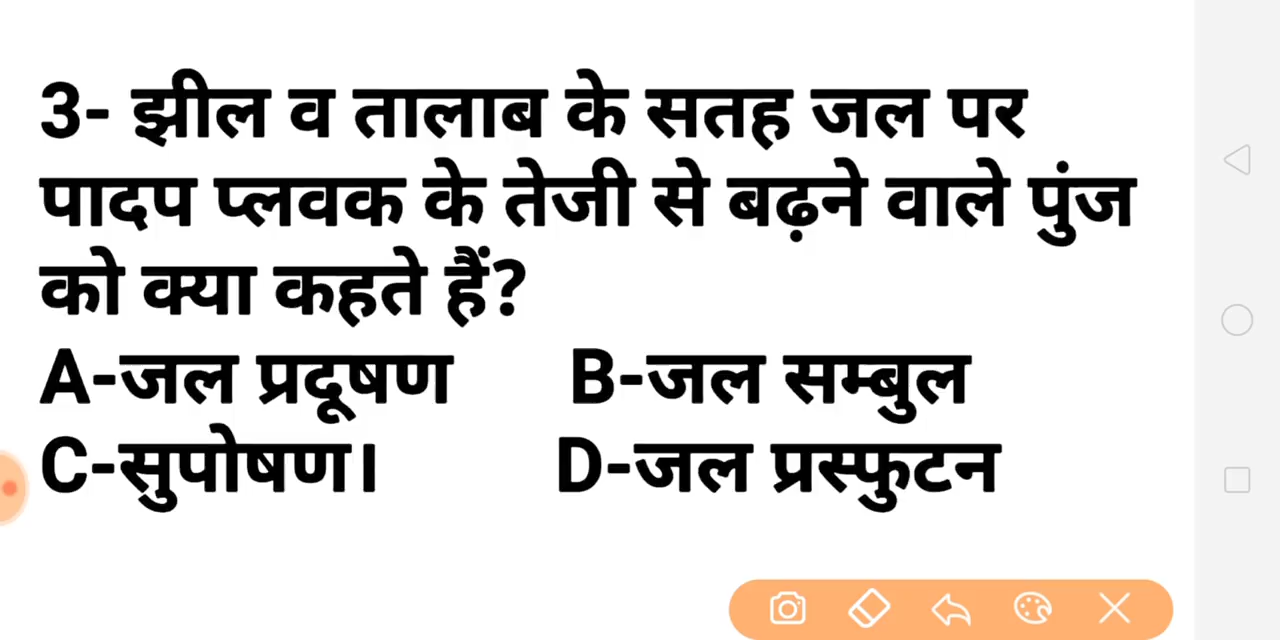 3- झील व तालाब के सतह जल पर
पादप प्लवक के तेजी से बढ़ने वाले पुंज
को क्या कहते हैं?
A-जल प्रदूषण B-जल सम्बुल
C-सुपोषण। D-जल प्रस्फुटन